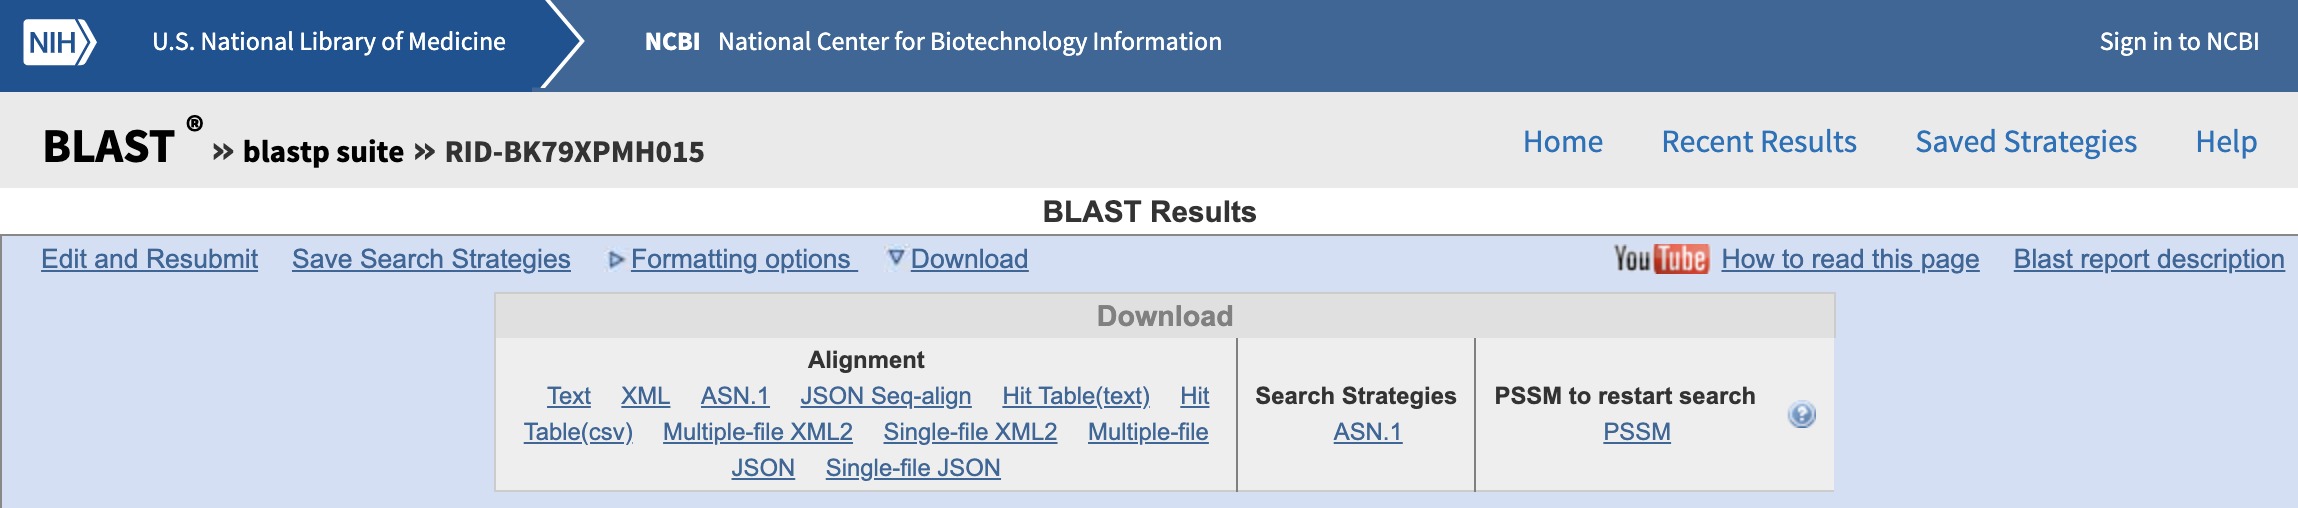 NIH U.S. National Library of Medicine NCBI National Center for Biotechnology Information Sign in to NCBI
BLAST ® » blastp suite » RID-BK79XPMH015 Home Recent Results Saved Strategies Help
BLAST Results
Edit and Resubmit Save Search Strategies Formatting options Download YouTube How to read this page Blast report description
Download
Alignment
Text XML ASN.1 JSON Seq-align Hit Table(text) Hit
Table(csv) Multiple-file XML2 Single-file XML2 Multiple-file
JSON Single-file JSON
Search Strategies
ASN.1
PSSM to restart search
PSSM
?